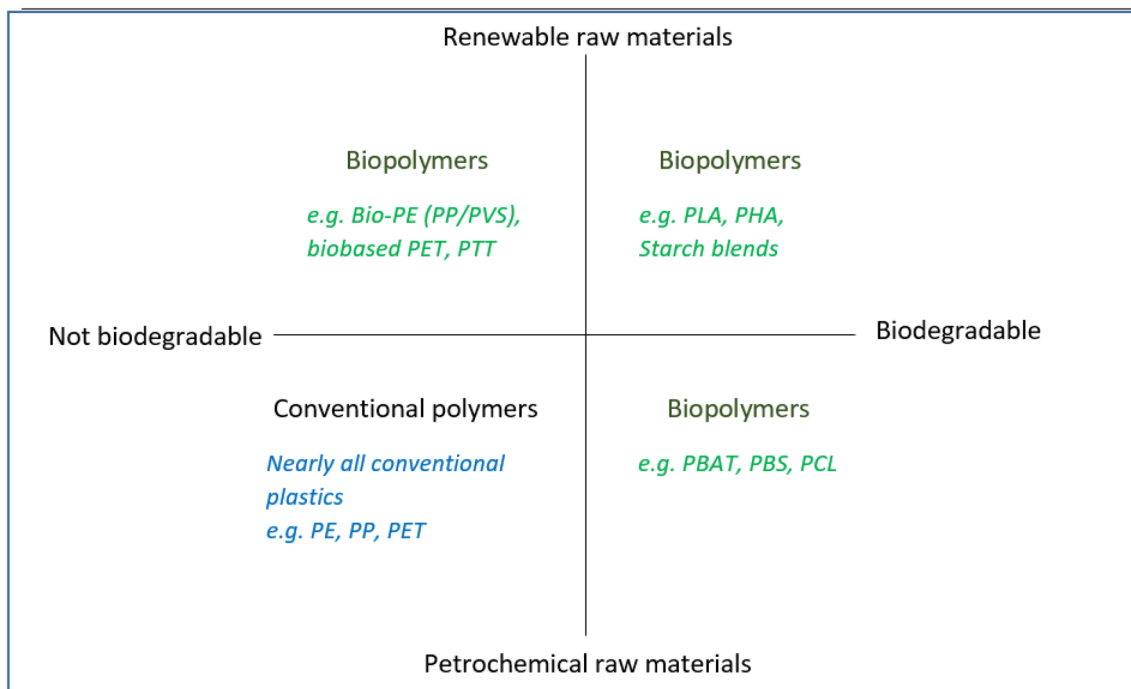 Renewable raw materials
Biopolymers
e.g. Bio-PE (PP/PVS),
biobased PET, PTT
Biopolymers
e.g. PLA, PHA,
Starch blends
Not biodegradable
Biodegradable
Conventional polymers
Nearly all conventional
plastics
e.g. PE, PP, PET
Biopolymers
e.g. PBAT, PBS, PCL
Petrochemical raw materials